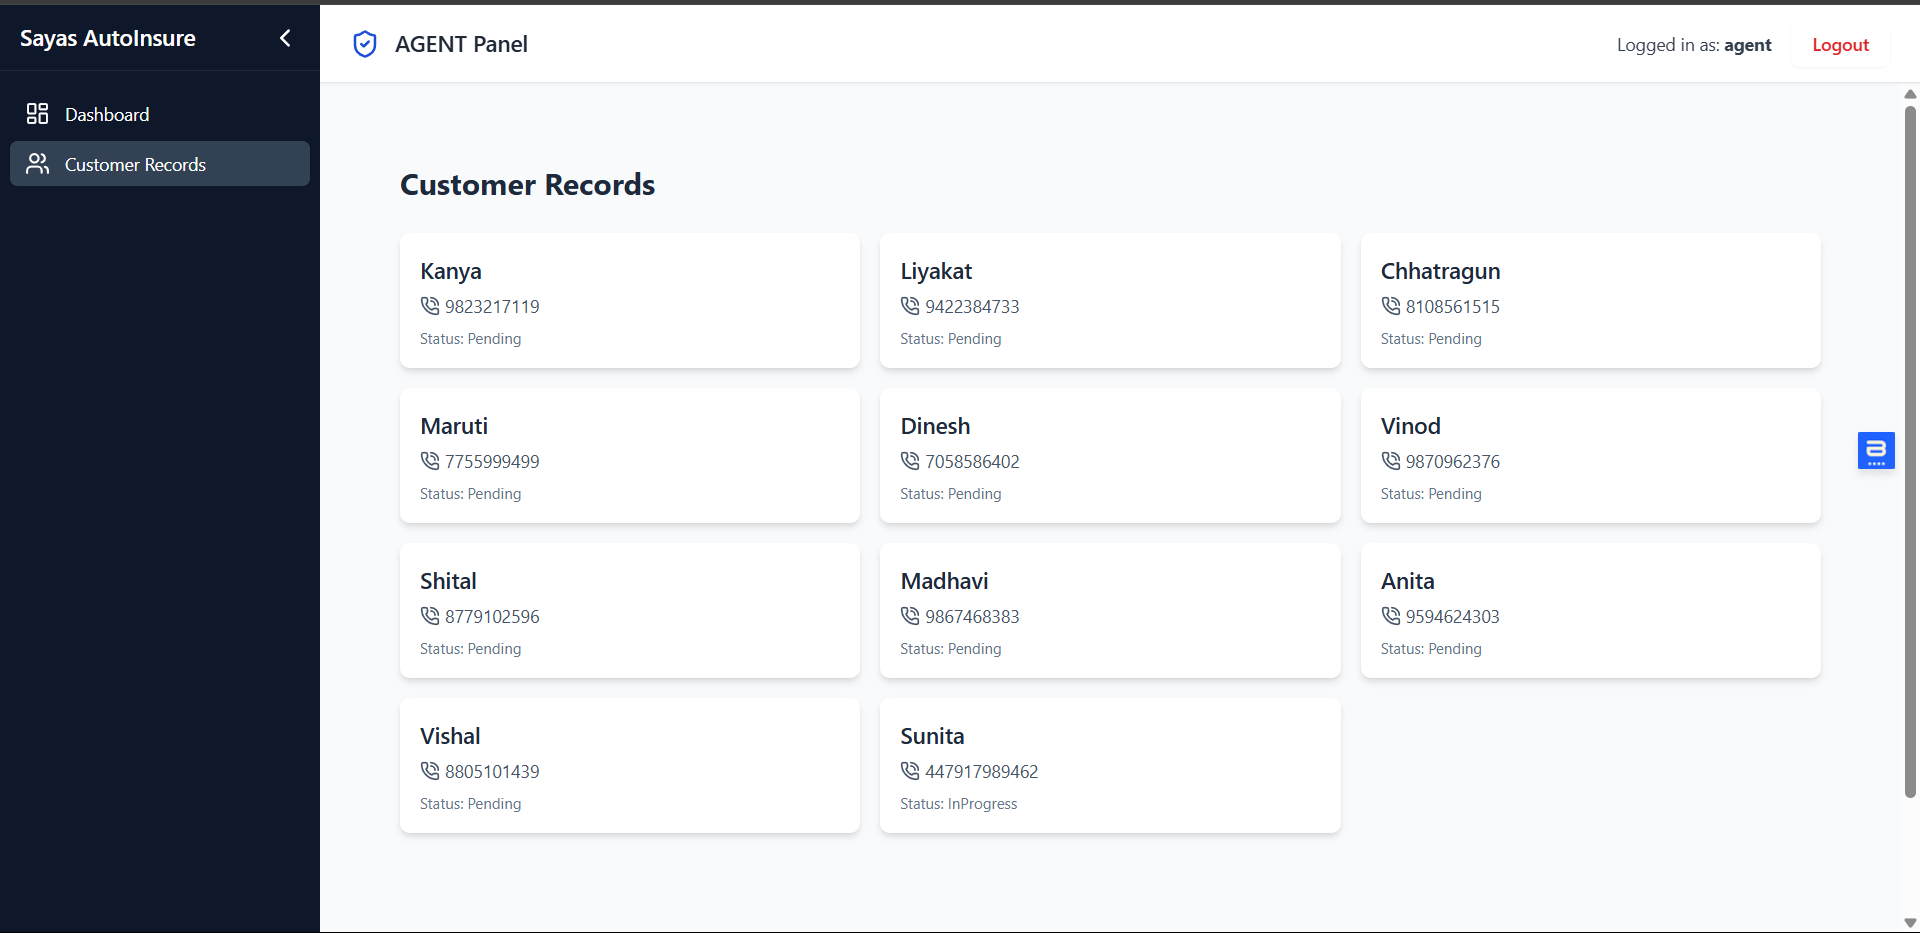 Sayas AutoInsure
Dashboard
Customer Records
AGENT Panel
Logged in as: agent
Logout
Customer Records
Kanya
9823217119
Status: Pending
Liyakat
9422384733
Status: Pending
Chhatragun
8108561515
Status: Pending
Maruti
7755999499
Status: Pending
Dinesh
7058586402
Status: Pending
Vinod
9870962376
Status: Pending
Shital
8779102596
Status: Pending
Madhavi
9867468383
Status: Pending
Anita
9594624303
Status: Pending
Vishal
8805101439
Status: Pending
Sunita
447917989462
Status: InProgress